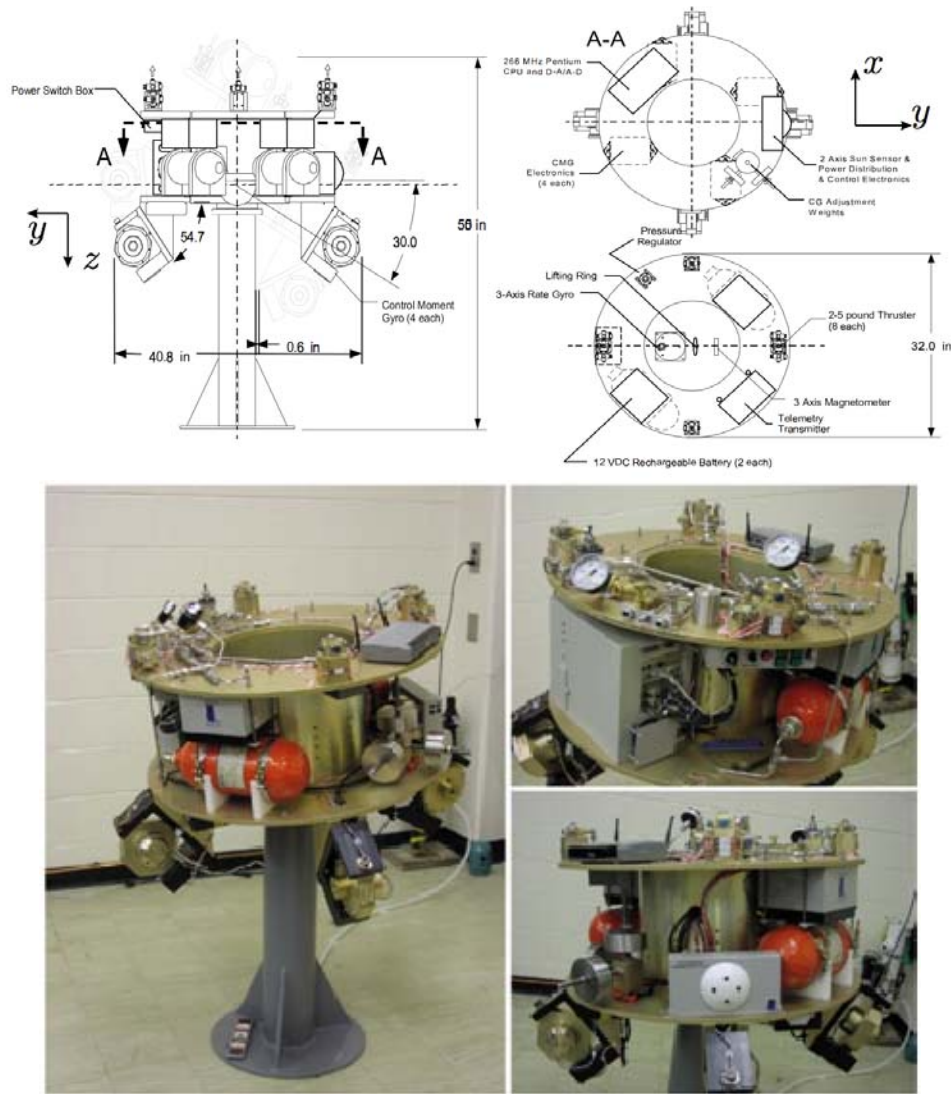 Power Switch Box
A
A
y
z
54.7
30.0
56 in
Control Moment
Gyro (4 each)
40.8 in
0.6 in
A-A
266 MHz Pentium
CPU and D-A/A-D
x
y
CMG
Electronics
(4 each)
2 Axis Sun Sensor &
Power Distribution
& Control Electronics
CG Adjustment
Weights
Pressure
Regulator
Lifting Ring
3-Axis Rate Gyro
2-5 pound Thruster
(8 each)
32.0 in
3 Axis Magnetometer
Telemetry
Transmitter
12 VDC Rechargeable Battery (2 each)